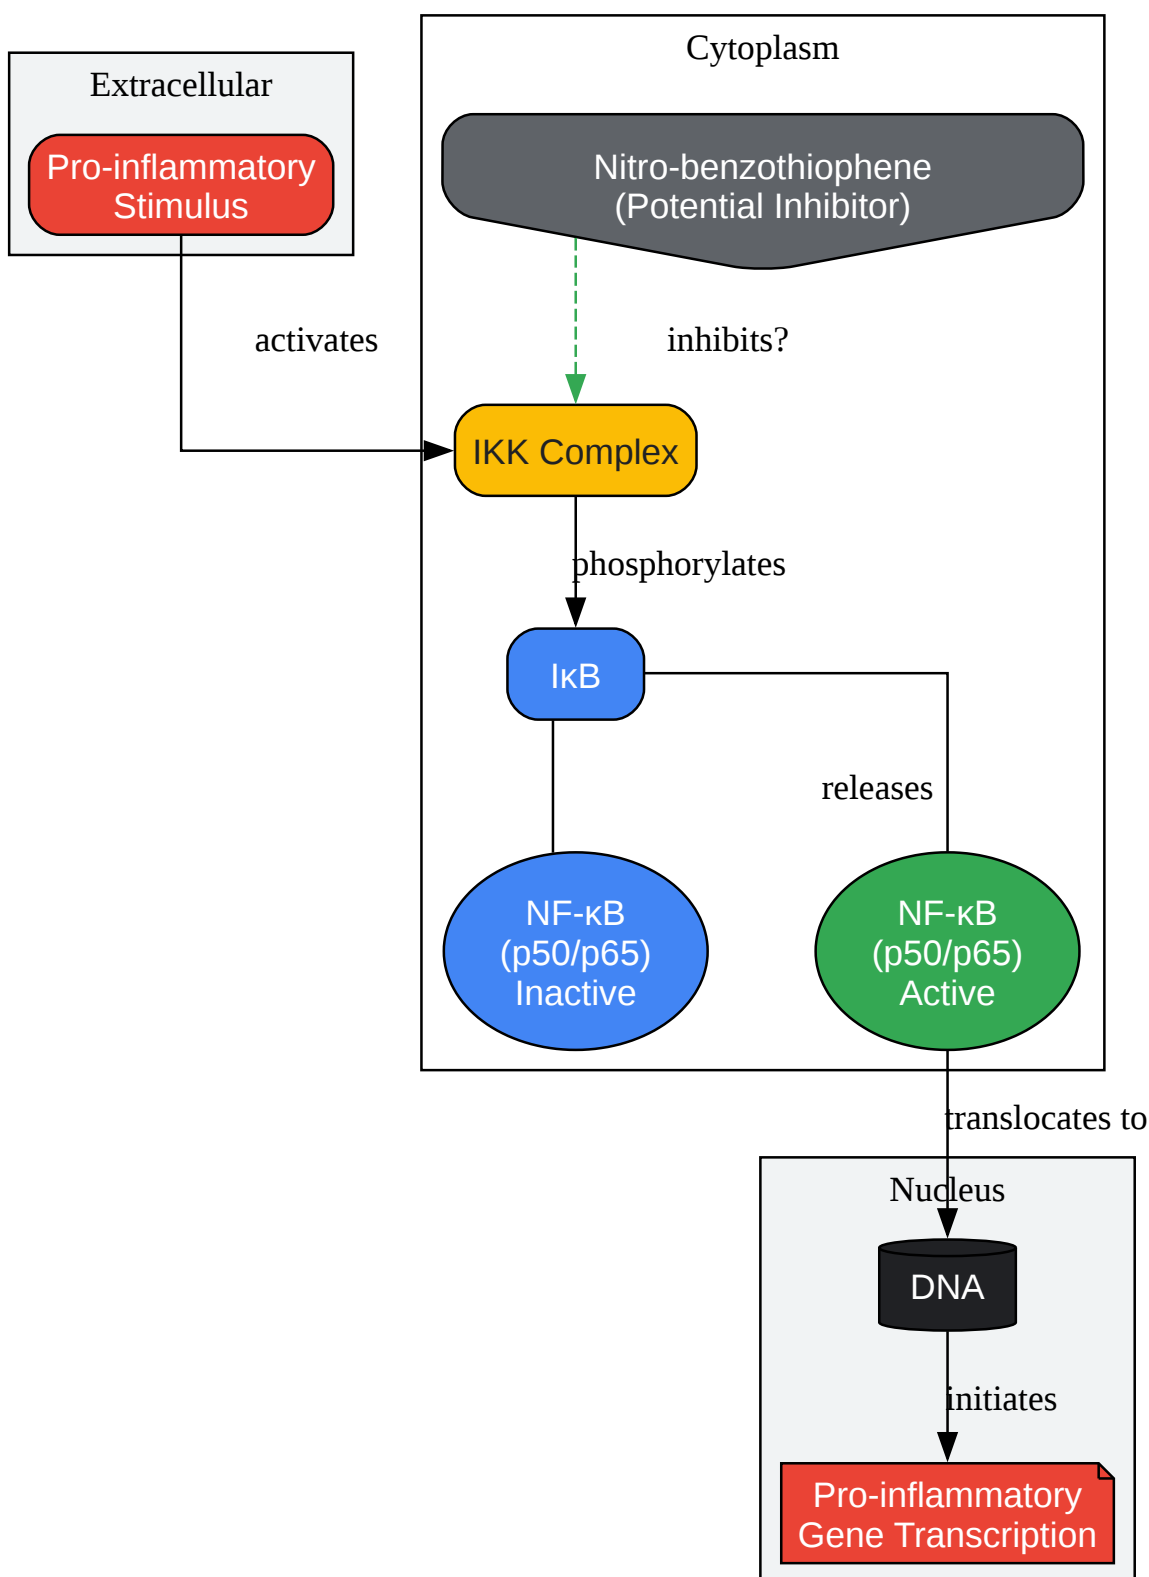 Extracellular
Pro-inflammatory
Stimulus
Cytoplasm
Nitro-benzothiophene
(Potential Inhibitor)
activates
inhibits?
IKK Complex
phosphorylates
IκB
releases
NF-κB
(p50/p65)
Inactive
NF-κB
(p50/p65)
Active
translocates to
Nucleus
DNA
initiates
Pro-inflammatory
Gene Transcription